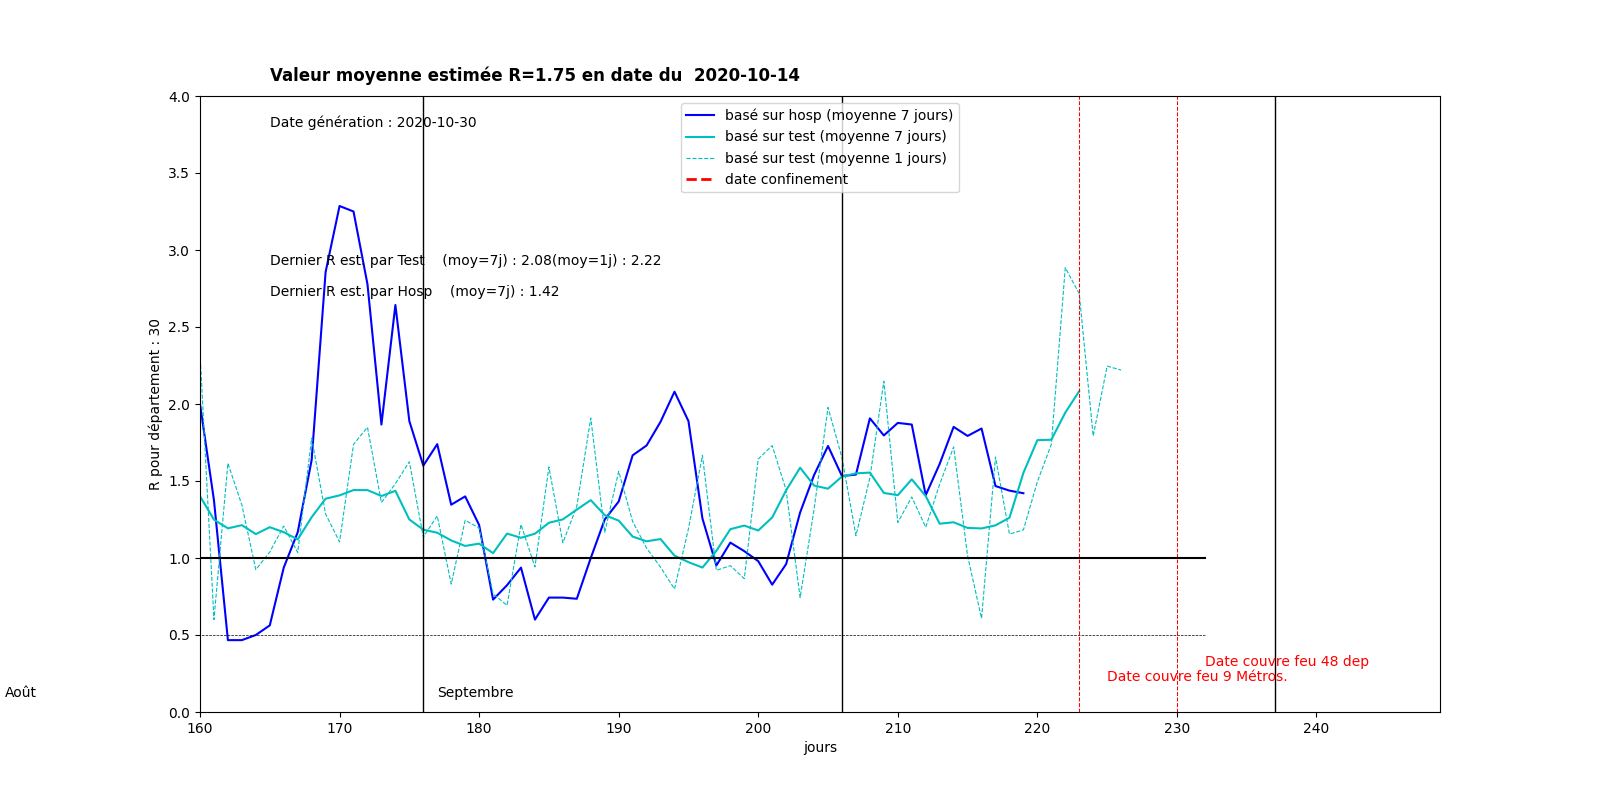 Valeur moyenne estimée R=1.75 en date du  2020-10-14
4.0
Date génération : 2020-10-30
basé sur hosp (moyenne 7 jours)
basé sur test (moyenne 7 jours)
basé sur test (moyenne 1 jours)
date confinement
3.5
3.0
Dernier R est. par Test    (moy=7j) : 2.08(moy=1j) : 2.22
Dernier R est. par Hosp    (moy=7j) : 1.42
2.5
2.0
R pour département : 30
1.5
1.0
0.5
Date couvre feu 48 dep
Date couvre feu 9 Métros.
Août
Septembre
0.0
160 170 180 190 200 210 220 230 240
jours